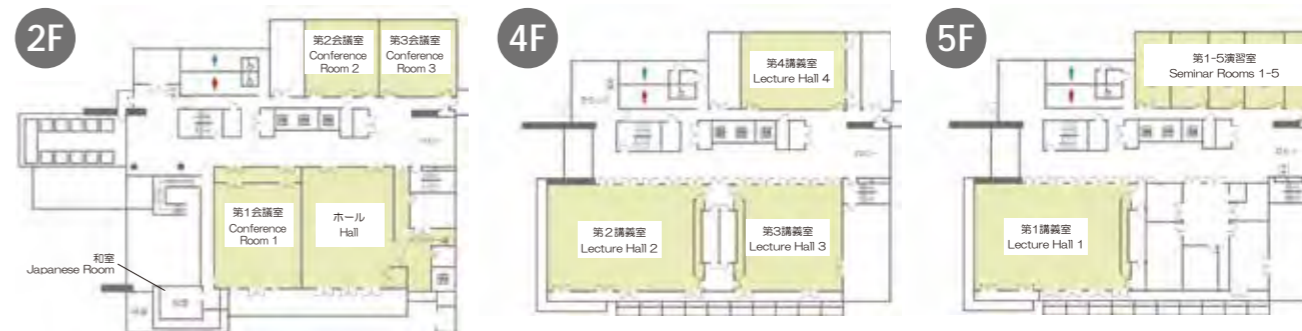 2F
第2会議室
Conference
Room 2
第3会議室
Conference
Room 3
第1会議室
Conference
Room 1
ホール
Hall
和室
Japanese Room
4F
第4講義室
Lecture Hall 4
第2講義室
Lecture Hall 2
第3講義室
Lecture Hall 3
5F
第1-5演習室
Seminar Rooms 1-5
第1講義室
Lecture Hall 1